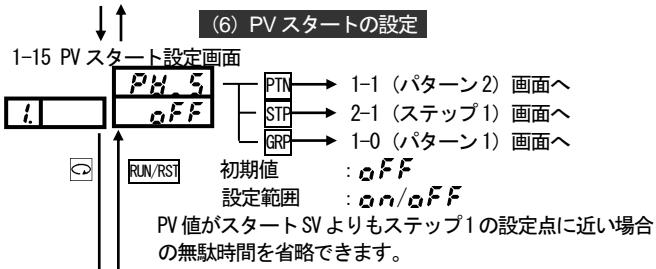 (6) PV スタートの設定
1-15 PV スタート設定画面
PV_S
PTN 1-1 (パターン2) 画面へ
1. oFF
STP 2-1 (ステップ1) 画面へ
GRP 1-0 (パターン1) 画面へ
RUN/RST 初期値 : oFF
設定範囲 : on/oFF
PV 値がスタート SV よりもステップ1 の設定点に近い場合
の無駄時間を省略できます。